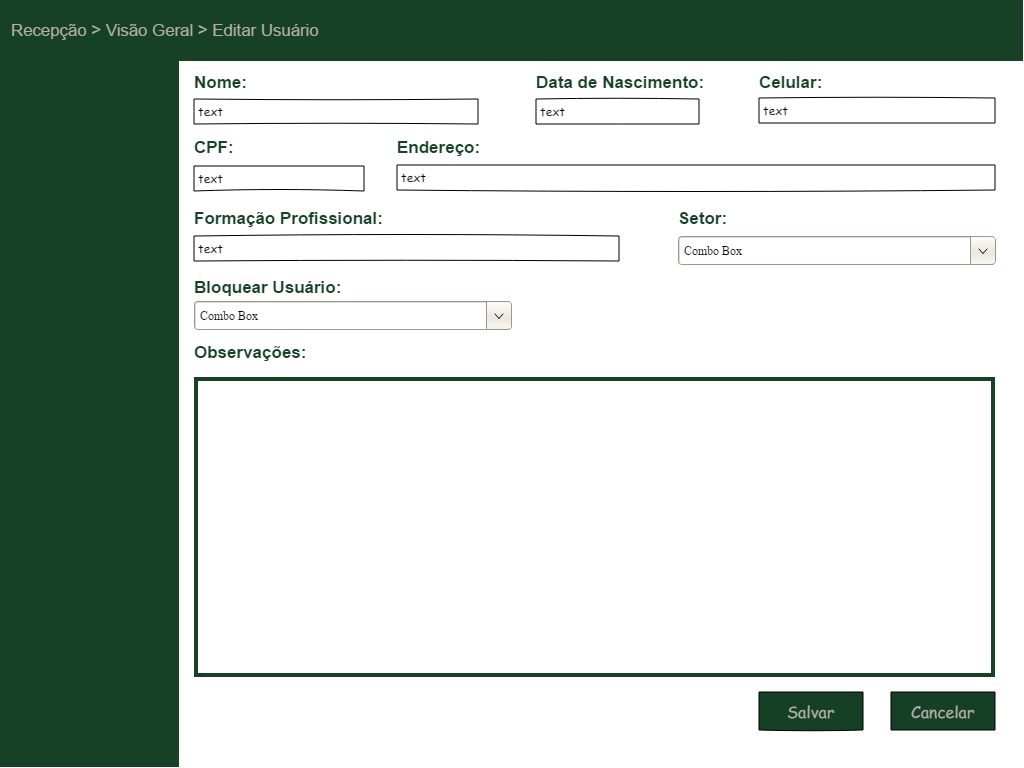 Recepção > Visão Geral > Editar Usuário
Nome: Data de Nascimento: Celular:
text text text
CPF: Endereço:
text text
Formação Profissional: Setor:
text Combo Box
Bloquear Usuário:
Combo Box
Observações:
Salvar Cancelar